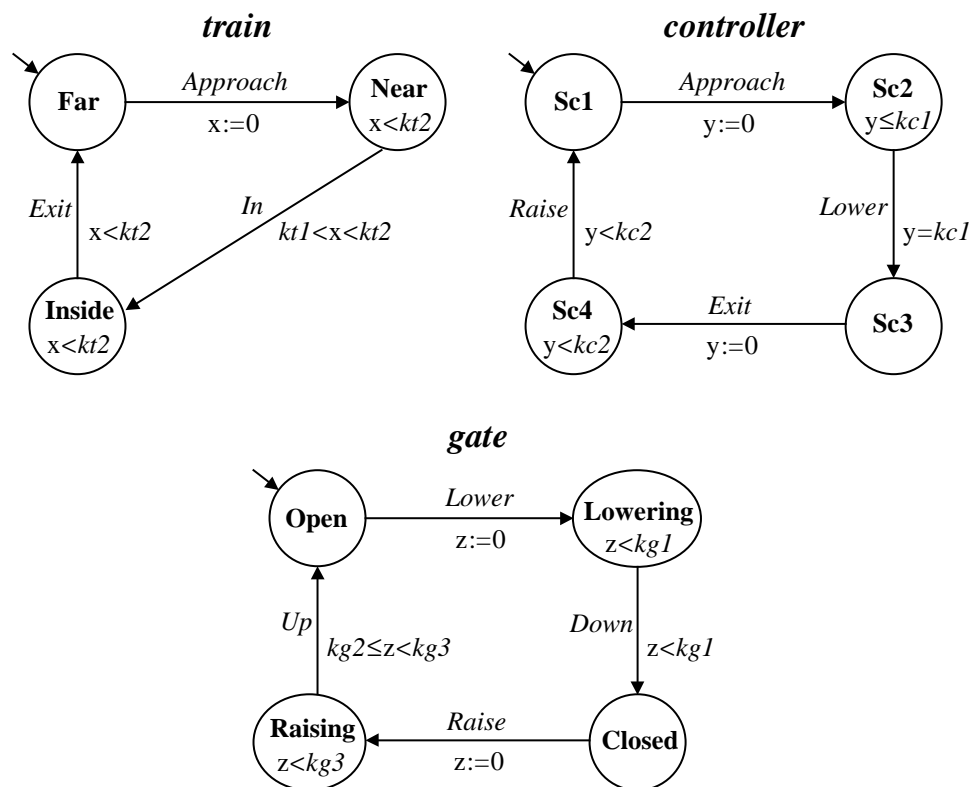 train
controller
Approach
Far
x:=0
Near
x<kt2
Exit
x<kt2
In
kt1<x<kt2
Inside
x<kt2
Approach
Sc1
y:=0
Sc2
y≤kc1
Raise
y<kc2
Lower
y=kc1
Sc4
y<kc2
Exit
y:=0
Sc3
gate
Lower
Open
z:=0
Lowering
z<kg1
Up
kg2≤z<kg3
Down
z<kg1
Raising
z<kg3
Raise
z:=0
Closed